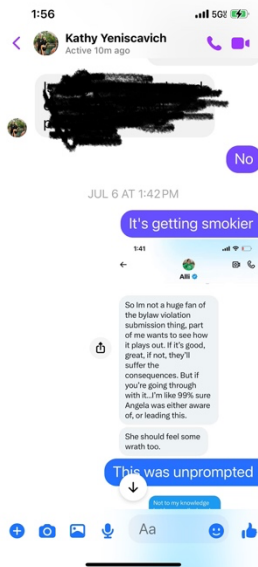 1:56
5G
Kathy Yeniscavich
Active 10m ago
No
JUL 6 AT 1:42 PM
It's getting smokier
1:41
Alli
So Im not a huge fan of
the bylaw violation
submission thing, part of
me wants to see how
it plays out. If it's good,
great, if not, they'll
suffer the
consequences. But if
you're going through
with it...I'm like 99% sure
Angela was either aware
of, or leading this.
She should feel some
wrath too.
This was unprompted
Not to my knowledge
Aa